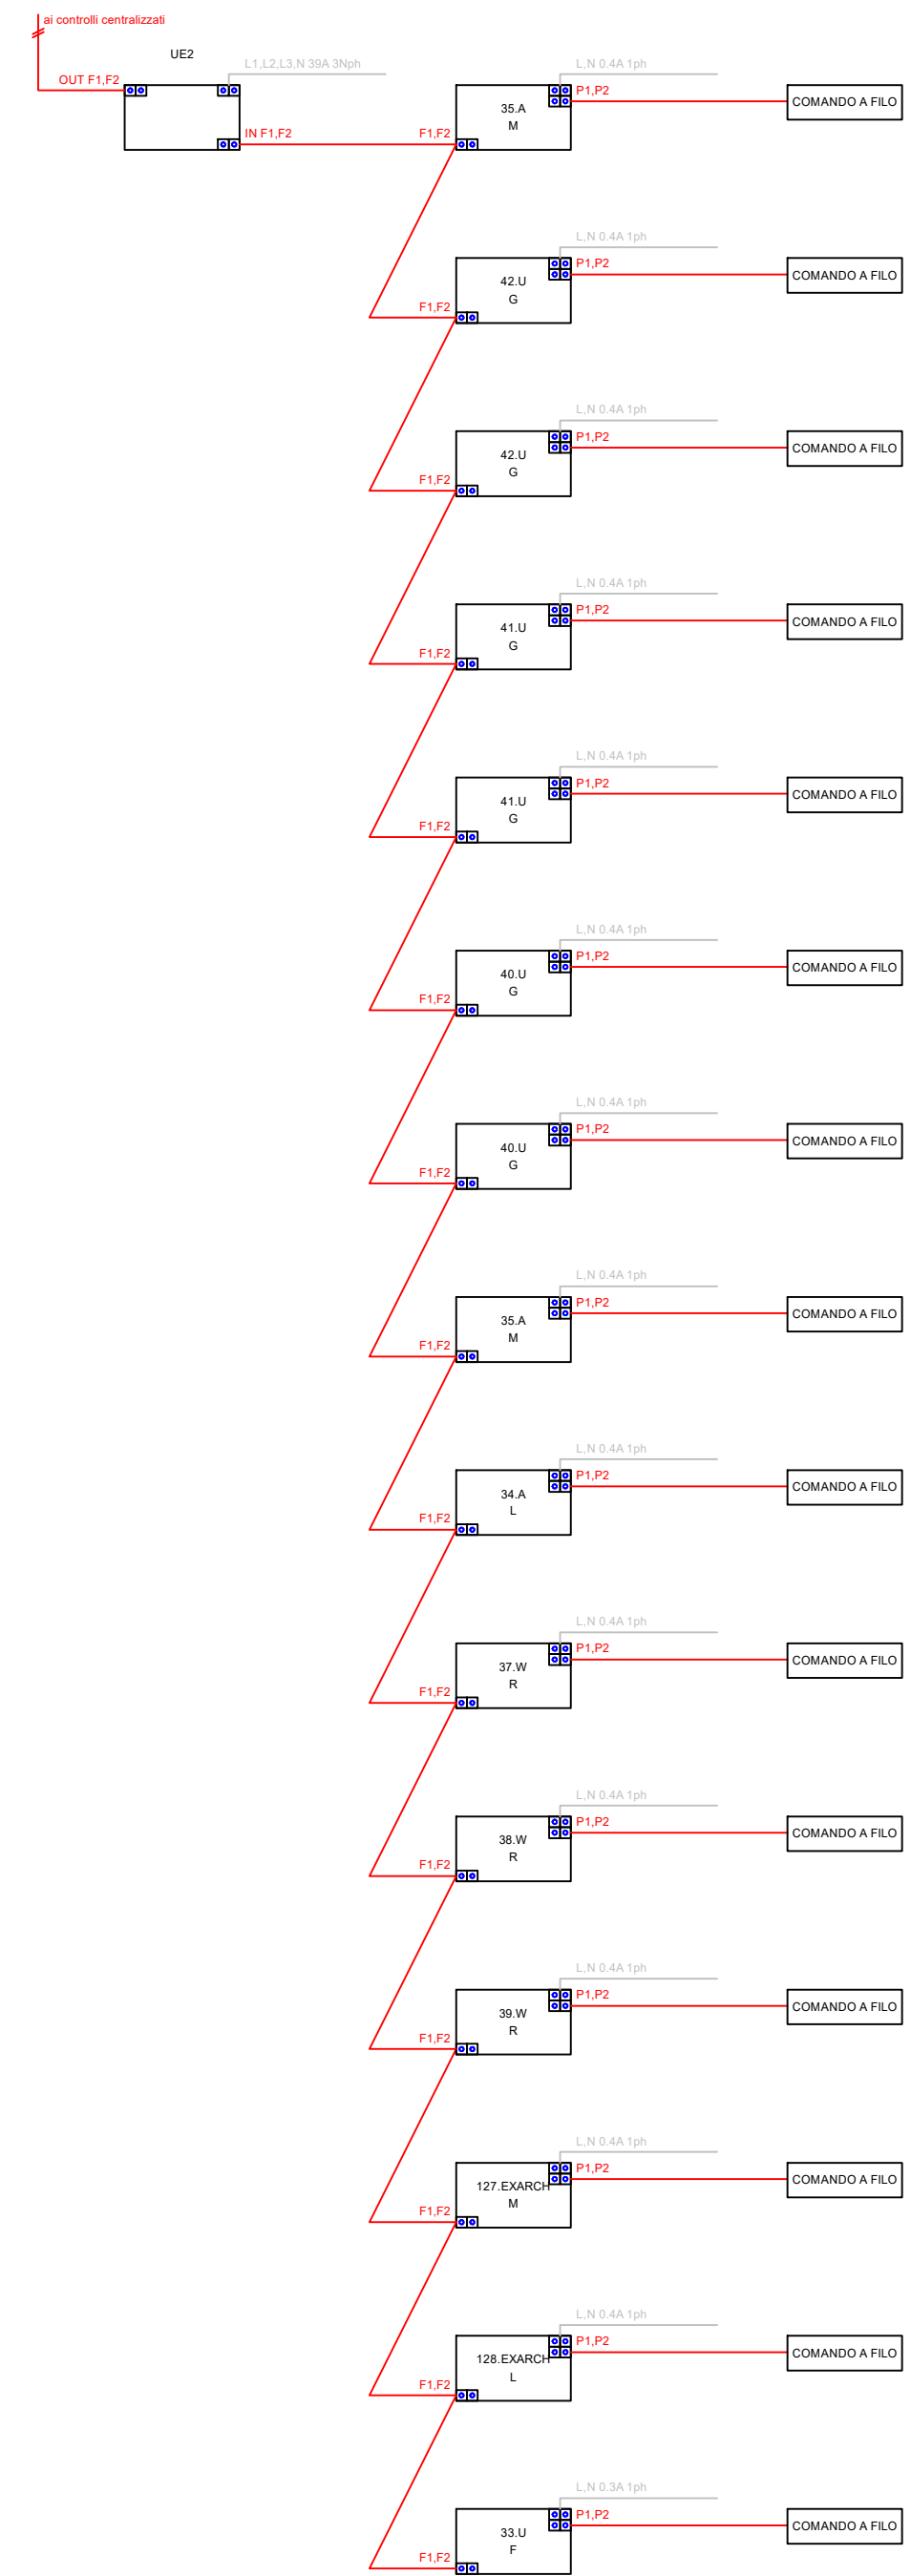 ai controlli centralizzati
UE2
L1,L2,L3,N 39A 3Nph
OUT F1,F2
IN F1,F2
L,N 0.4A 1ph
P1,P2
35.A
M
F1,F2
COMANDO A FILO
L,N 0.4A 1ph
P1,P2
42.U
G
F1,F2
COMANDO A FILO
L,N 0.4A 1ph
P1,P2
42.U
G
F1,F2
COMANDO A FILO
L,N 0.4A 1ph
P1,P2
41.U
G
F1,F2
COMANDO A FILO
L,N 0.4A 1ph
P1,P2
41.U
G
F1,F2
COMANDO A FILO
L,N 0.4A 1ph
P1,P2
40.U
G
F1,F2
COMANDO A FILO
L,N 0.4A 1ph
P1,P2
40.U
G
F1,F2
COMANDO A FILO
L,N 0.4A 1ph
P1,P2
35.A
M
F1,F2
COMANDO A FILO
L,N 0.4A 1ph
P1,P2
34.A
L
F1,F2
COMANDO A FILO
L,N 0.4A 1ph
P1,P2
37.W
R
F1,F2
COMANDO A FILO
L,N 0.4A 1ph
P1,P2
38.W
R
F1,F2
COMANDO A FILO
L,N 0.4A 1ph
P1,P2
39.W
R
F1,F2
COMANDO A FILO
L,N 0.4A 1ph
P1,P2
127.EXARCH
M
F1,F2
COMANDO A FILO
L,N 0.4A 1ph
P1,P2
128.EXARCH
L
F1,F2
COMANDO A FILO
L,N 0.3A 1ph
P1,P2
33.U
F
F1,F2
COMANDO A FILO